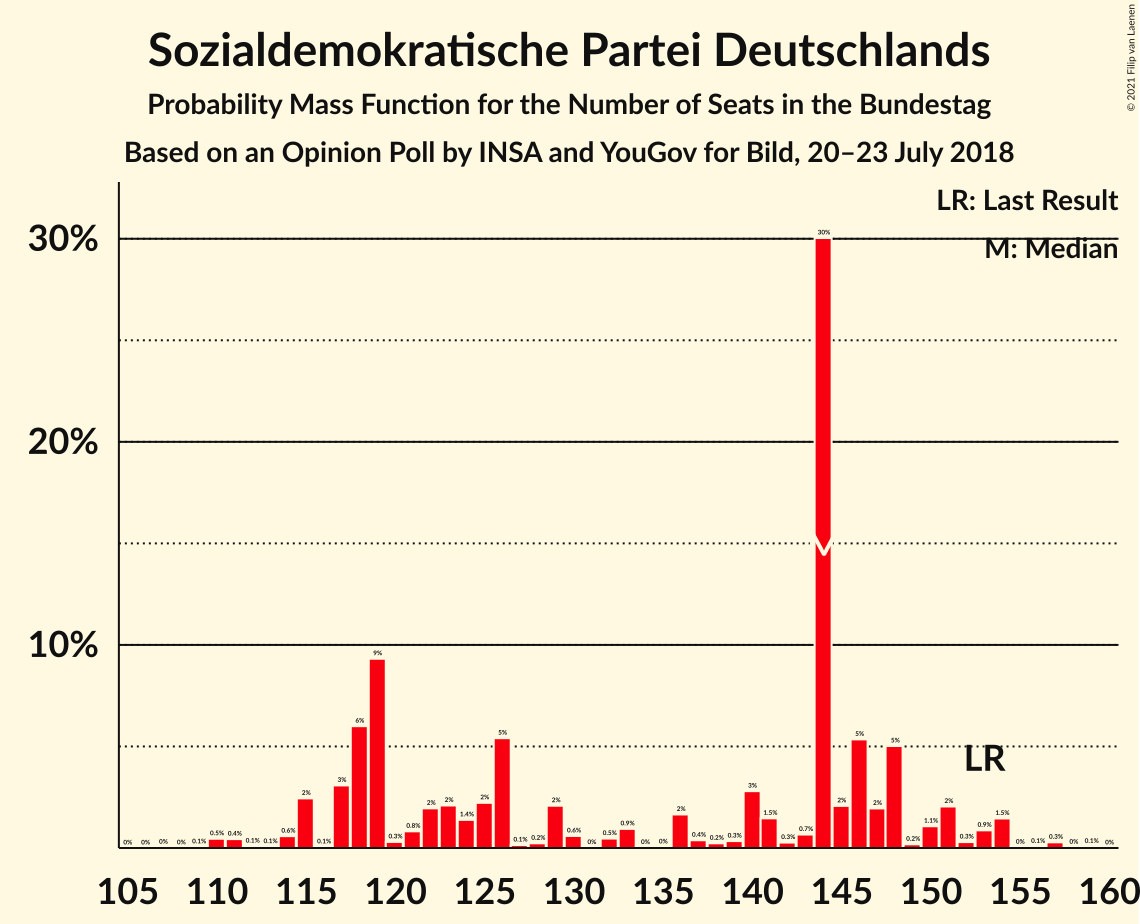 Sozialdemokratische Partei Deutschlands
Probability Mass Function for the Number of Seats in the Bundestag
Based on an Opinion Poll by INSA and YouGov for Bild, 20–23 July 2018
© 2021 Filip van Laenen
LR: Last Result
M: Median
30%
20%
10%
0% 0% 0% 0% 0.1% 0.5% 0.4% 0.1% 0.1% 0.6% 2% 0.1% 3% 6% 9% 0.3% 0.8% 2% 2% 1.4% 2% 5% 0.1% 0.2% 2% 0.6% 0% 0.5% 0.9% 0% 0% 2% 0.4% 0.2% 0.3% 3% 1.5% 0.3% 0.7% 30% 2% 5% 2% 5% 0.2% 1.1% 2% 0.3% 0.9% 1.5% 0% 0.1% 0.3% 0% 0.1% 0%
LR
105 110 115 120 125 130 135 140 145 150 155 160